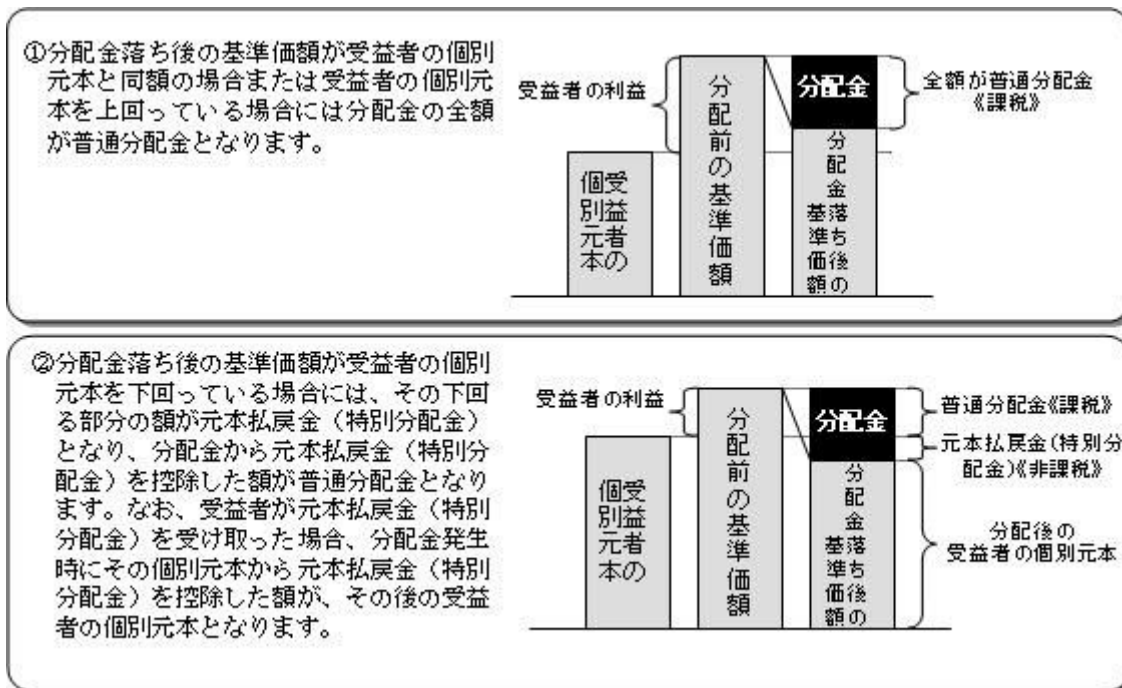 ①分配金落ち後の基準価額が受益者の個別
元本と同額の場合または受益者の個別元
本を上回っている場合には分配金の全額
が普通分配金となります。
受益者の利益
受益者の
個別元本
分配前の基準価額
分配金
分配金落ち後の
基準価額
全額が普通分配金
《課税》
②分配金落ち後の基準価額が受益者の個別
元本を下回っている場合には、その下回
る部分の額が元本払戻金（特別分配金）
となり、分配金から元本払戻金（特別分
配金）を控除した額が普通分配金となり
ます。なお、受益者が元本払戻金（特別
分配金）を受け取った場合、分配金発生
時にその個別元本から元本払戻金（特別
分配金）を控除した額が、その後の受益
者の個別元本となります。
受益者の利益
受益者の
個別元本
分配前の基準価額
分配金
分配金落ち後の
基準価額
普通分配金《課税》
元本払戻金(特別分
配金)《非課税》
分配後の
受益者の個別元本